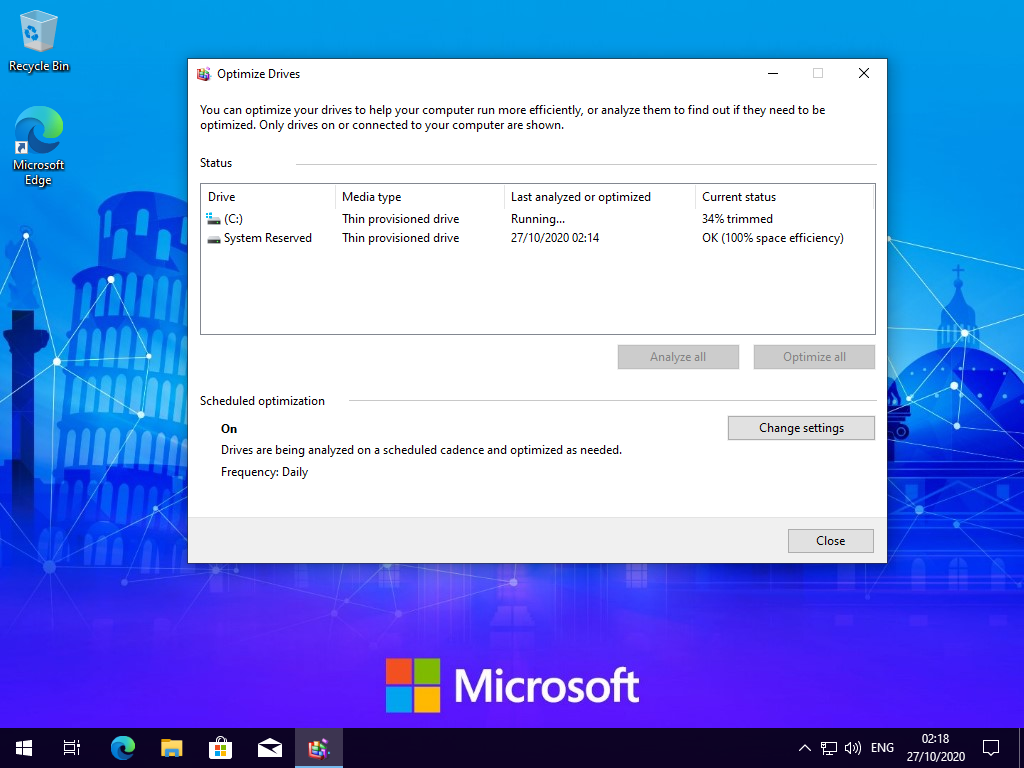 Recycle Bin
Microsoft
Edge
Optimize Drives
You can optimize your drives to help your computer run more efficiently, or analyze them to find out if they need to be
optimized. Only drives on or connected to your computer are shown.
Status
Drive Media type Last analyzed or optimized Current status
(C:) Thin provisioned drive Running... 34% trimmed
System Reserved Thin provisioned drive 27/10/2020 02:14 OK (100% space efficiency)
Analyze all Optimize all
Scheduled optimization
On
Change settings
Drives are being analyzed on a scheduled cadence and optimized as needed.
Frequency: Daily
Close
Microsoft
ENG
02:18
27/10/2020